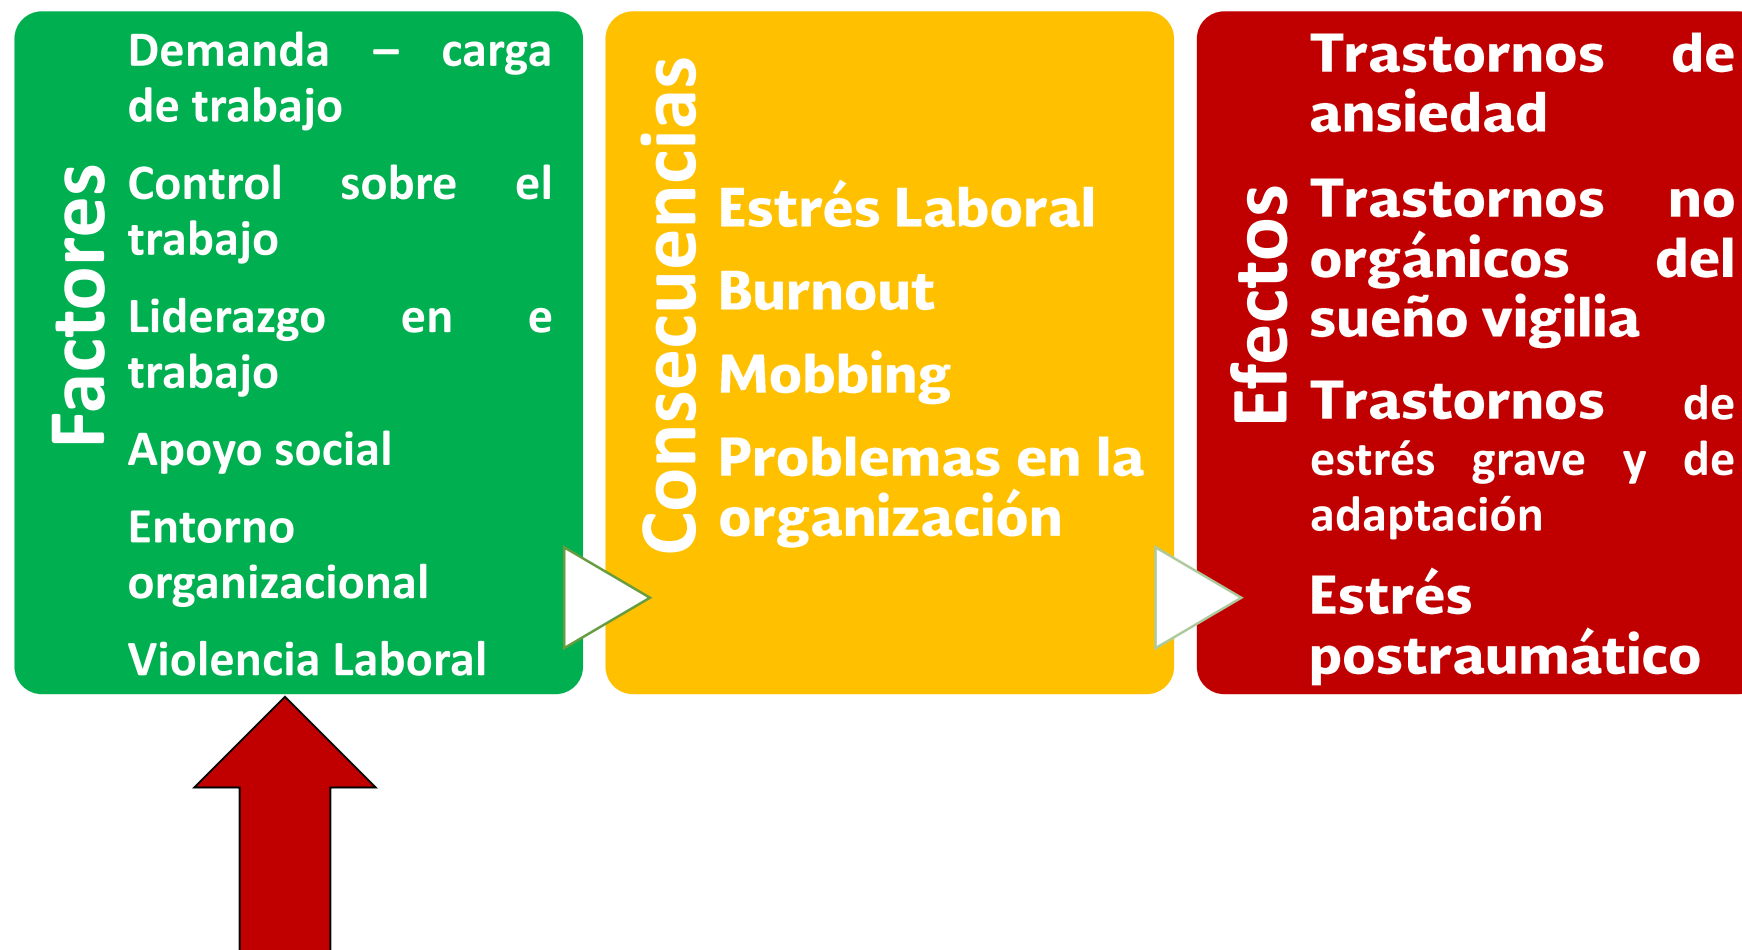 Factores
Demanda – carga
de trabajo
Control sobre el
trabajo
Liderazgo en e
trabajo
Apoyo social
Entorno
organizacional
Violencia Laboral
Consecuencias
Estrés Laboral
Burnout
Mobbing
Problemas en la
organización
Efectos
Trastornos de
ansiedad
Trastornos no
orgánicos del
sueño vigilia
Trastornos de
estrés grave y de
adaptación
Estrés
postraumático